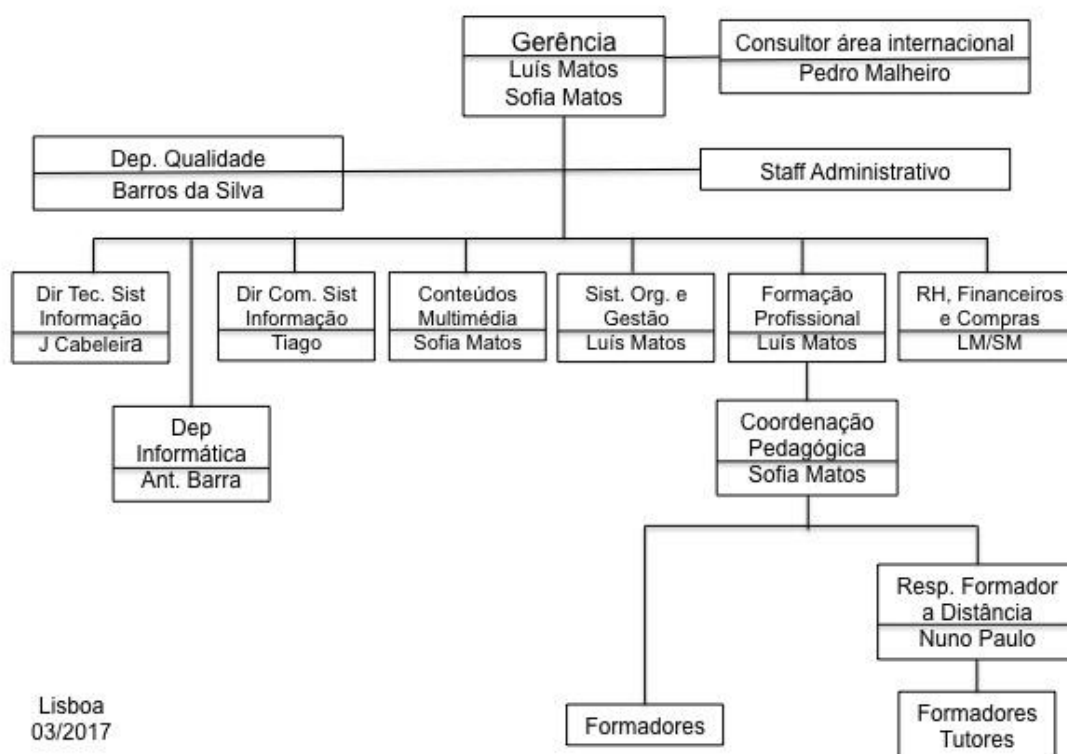 Gerência
Luís Matos
Sofia Matos
Consultor área internacional
Pedro Malheiro
Dep. Qualidade
Barros da Silva
Staff Administrativo
Dir Tec. Sist
Informação
J Cabeleira
Dir Com. Sist
Informação
Tiago
Conteúdos
Multimédia
Sofia Matos
Sist. Org. e
Gestão
Luís Matos
Formação
Profissional
Luís Matos
RH, Financeiros
e Compras
LM/SM
Dep
Informática
Ant. Barra
Coordenação
Pedagógica
Sofia Matos
Resp. Formador
a Distância
Nuno Paulo
Formadores
Formadores
Tutores
Lisboa
03/2017